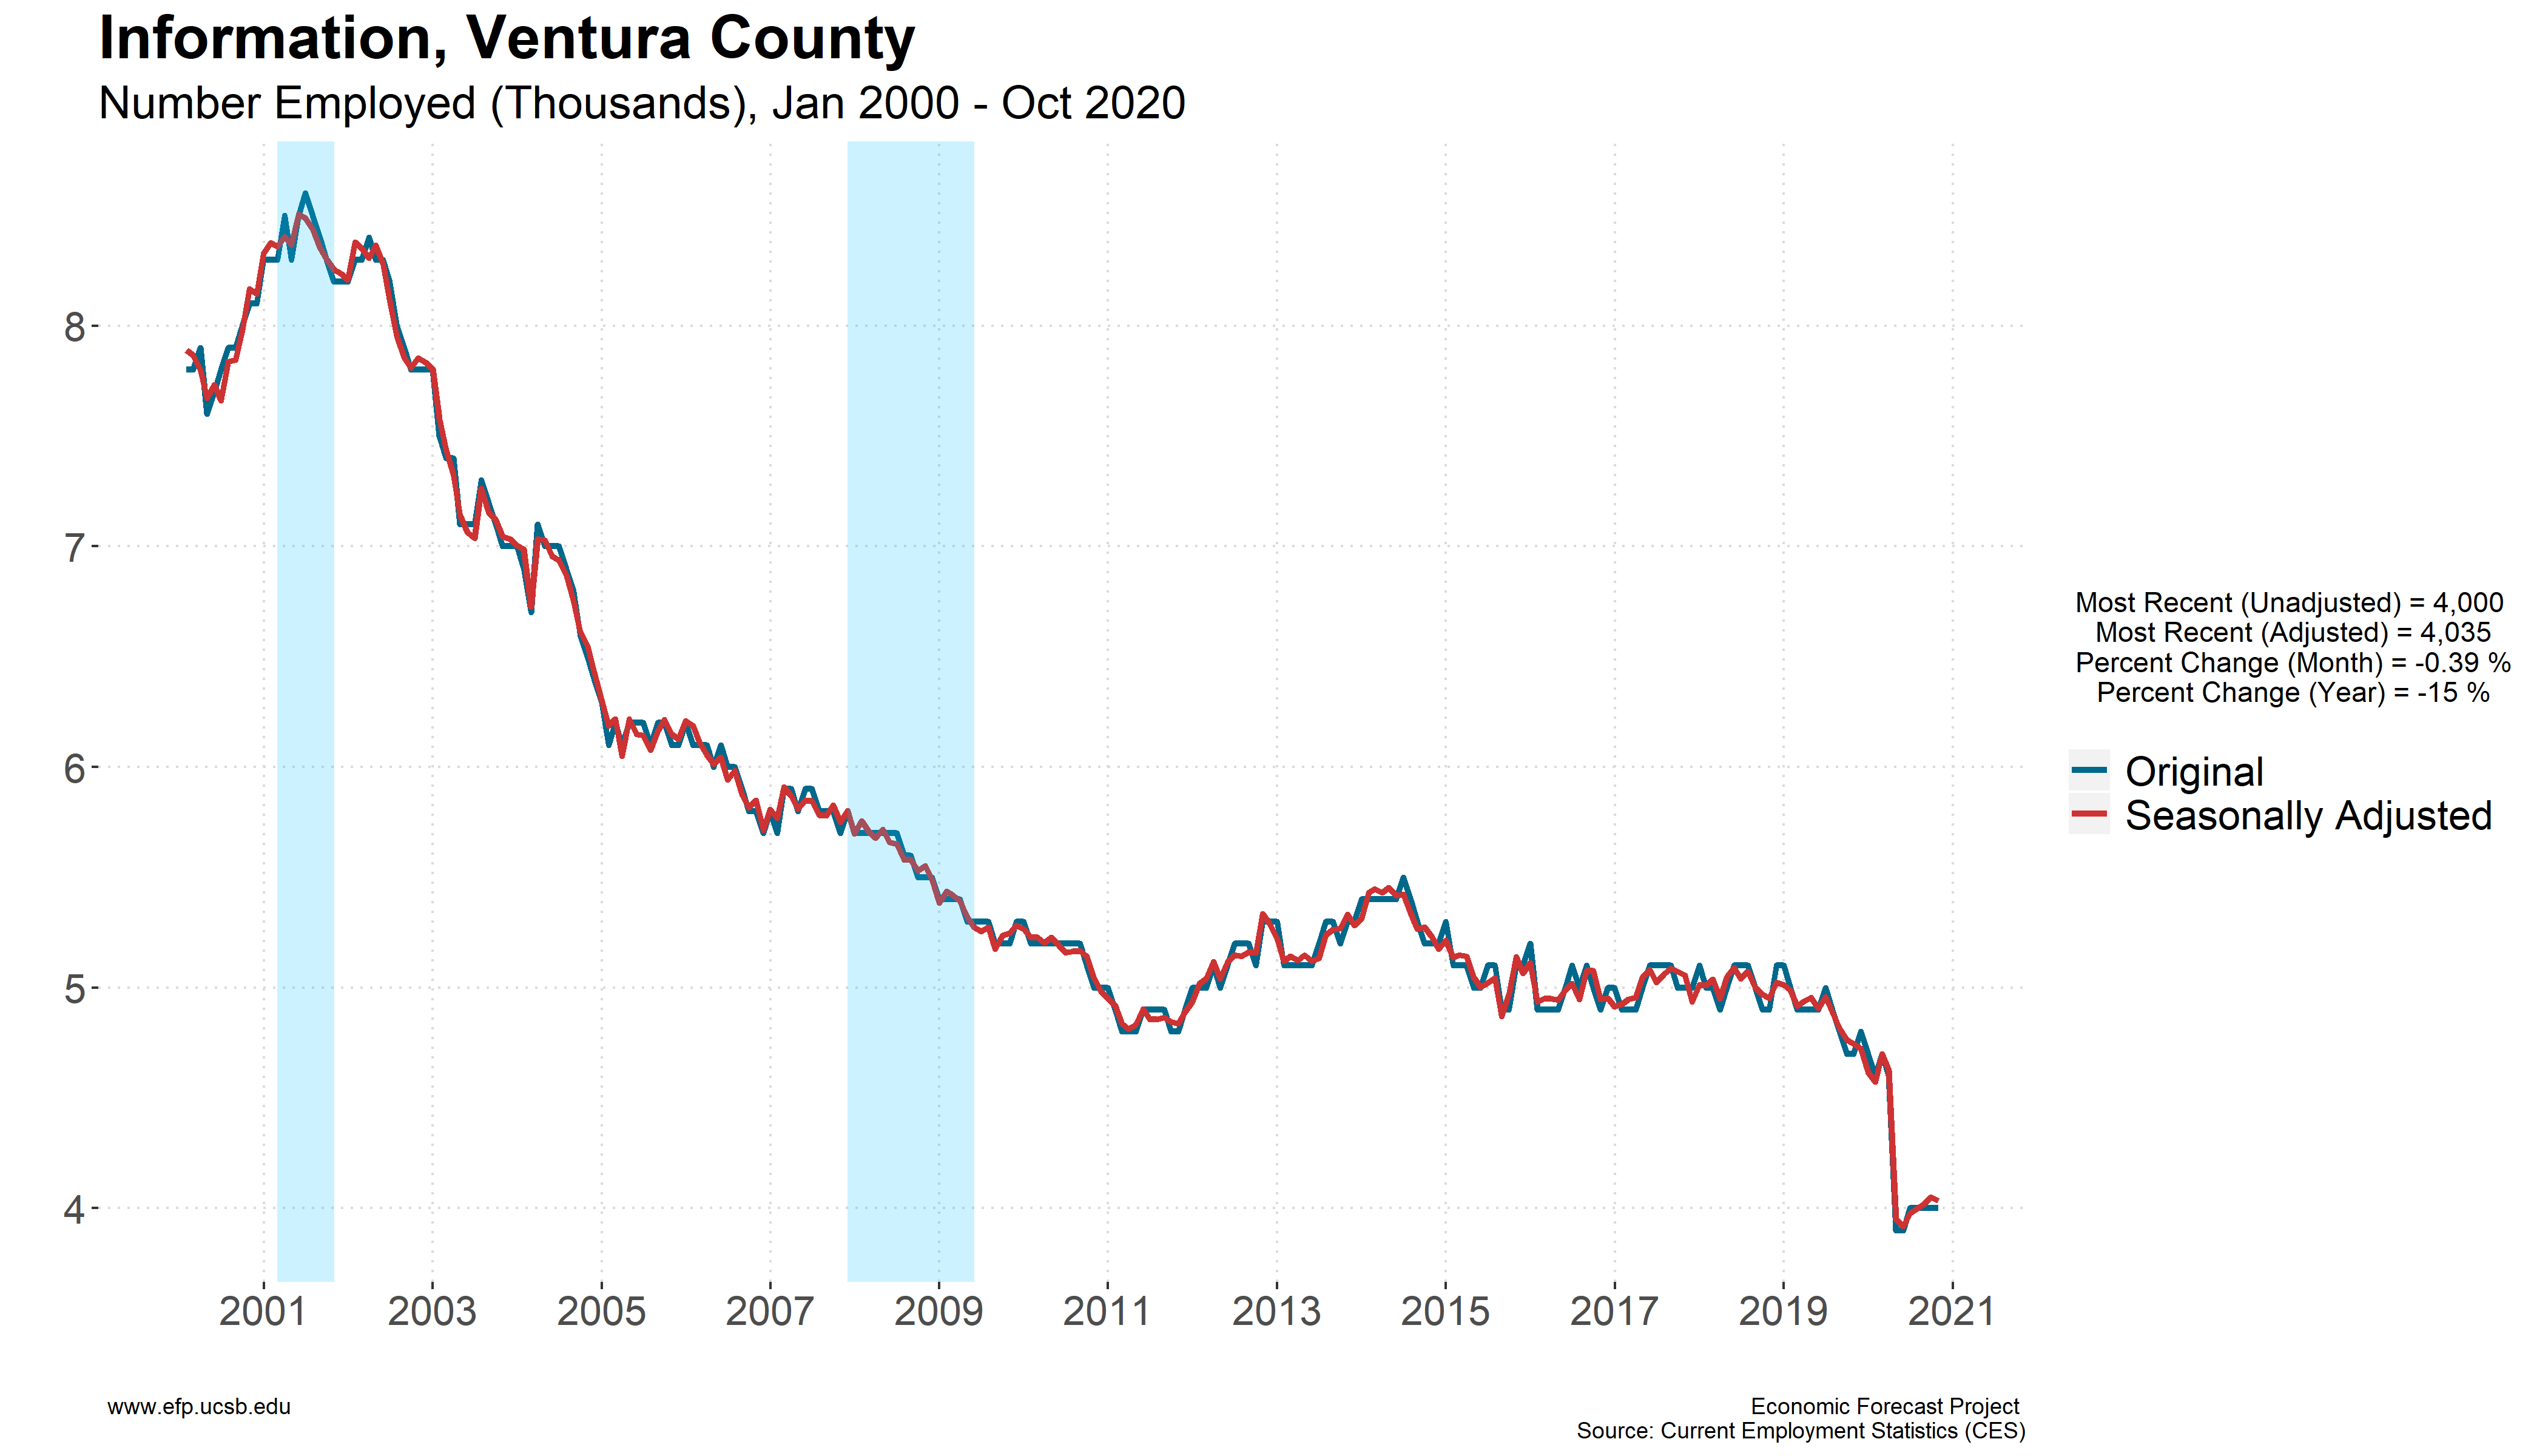 Information, Ventura County
Number Employed (Thousands), Jan 2000 - Oct 2020
8
7
6
5
4
2001 2003 2005 2007 2009 2011 2013 2015 2017 2019 2021
Most Recent (Unadjusted) = 4,000
Most Recent (Adjusted) = 4,035
Percent Change (Month) = -0.39 %
Percent Change (Year) = -15 %
Original
Seasonally Adjusted
www.efp.ucsb.edu
Economic Forecast Project
Source: Current Employment Statistics (CES)